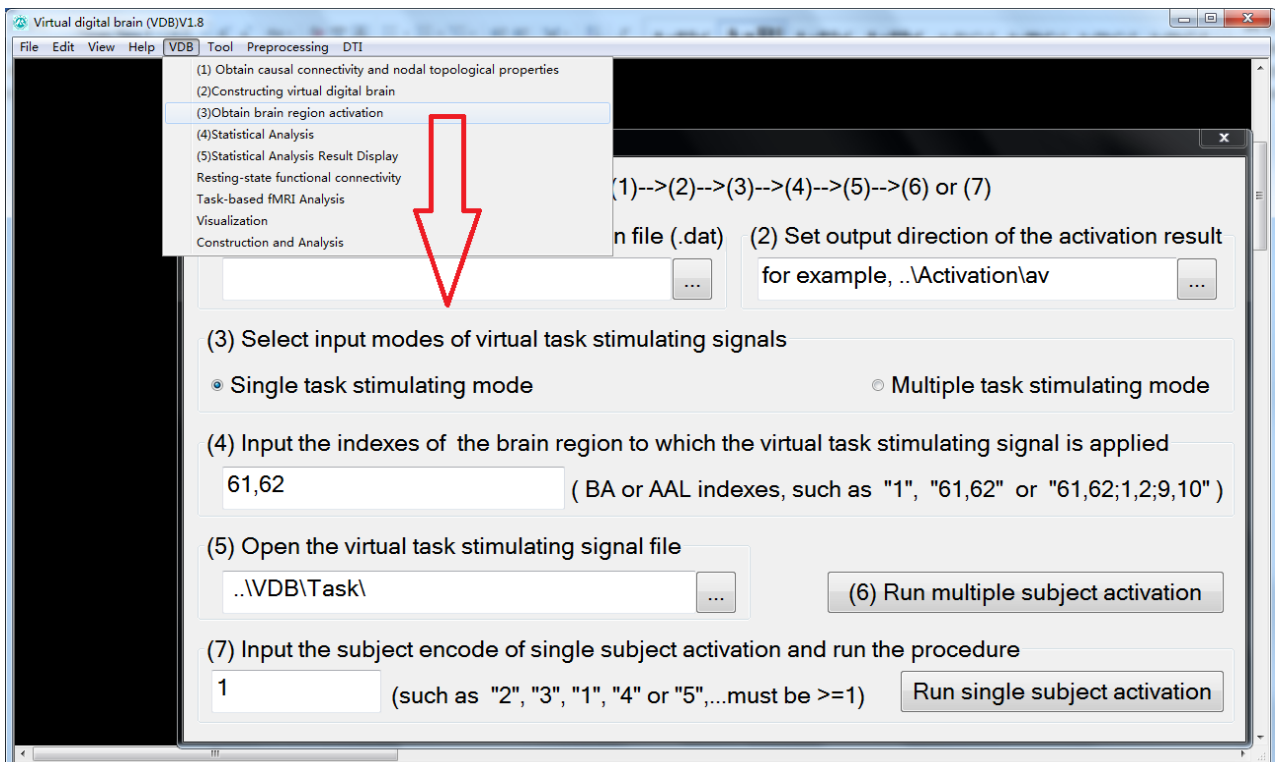 Virtual digital brain (VDB)V1.8
File Edit View Help VDB Tool Preprocessing DTI
(1) Obtain causal connectivity and nodal topological properties
(2)Constructing virtual digital brain
(3)Obtain brain region activation
(4)Statistical Analysis
(5)Statistical Analysis Result Display
Resting-state functional connectivity
Task-based fMRI Analysis
Visualization
Construction and Analysis
(1)-->(2)-->(3)-->(4)-->(5)-->(6) or (7)
n file (.dat)
...
(2) Set output direction of the activation result
for example, ..\Activation\av
...
(3) Select input modes of virtual task stimulating signals
Single task stimulating mode
Multiple task stimulating mode
(4) Input the indexes of the brain region to which the virtual task stimulating signal is applied
61,62
( BA or AAL indexes, such as "1", "61,62" or "61,62;1,2;9,10" )
(5) Open the virtual task stimulating signal file
..\VDB\Task\
...
(6) Run multiple subject activation
(7) Input the subject encode of single subject activation and run the procedure
1
(such as "2", "3", "1", "4" or "5",...must be >=1)
Run single subject activation